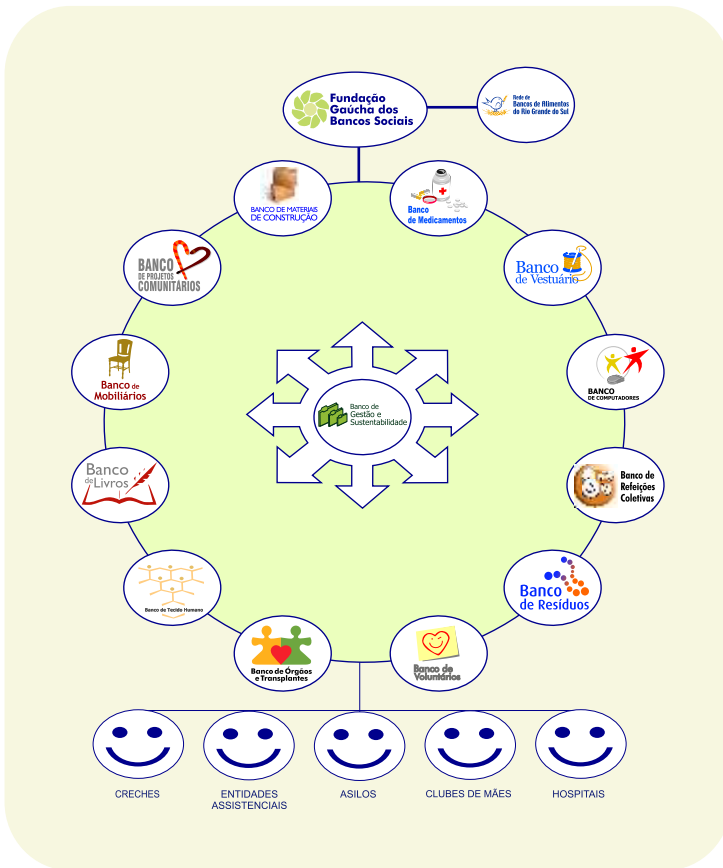 Fundação
Gaúcha dos
Bancos Sociais
Rede de
Bancos de Alimentos
do Rio Grande do Sul
BANCO DE MATERIAIS
DE CONSTRUÇÃO
Banco
de Medicamentos
BANCO
DE PROJETOS
COMUNITÁRIOS
Banco
de Vestuário
Banco de
Mobiliários
BANCO
DE COMPUTADORES
Banco de
Gestão e
Sustentabilidade
Banco
de Livros
Banco de
Refeições
Coletivas
Banco de Tecido Humano
Banco
de Resíduos
Banco de Órgãos
e Transplantes
Banco de
Voluntários
CRECHES
ENTIDADES
ASSISTENCIAIS
ASILOS
CLUBES DE MÃES
HOSPITAIS